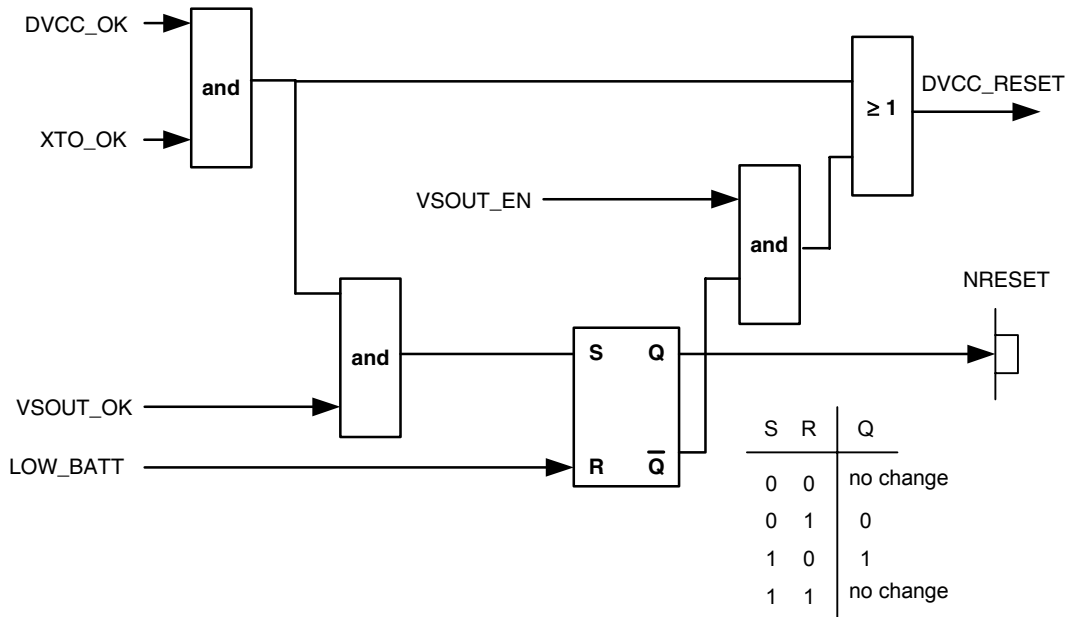 DVCC_OK
and
XTO_OK
≥ 1
DVCC_RESET
VSOUT_EN
and
NRESET
and
S Q
R Q̅
VSOUT_OK
LOW_BATT
S R Q
0 0 no change
0 1 0
1 0 1
1 1 no change